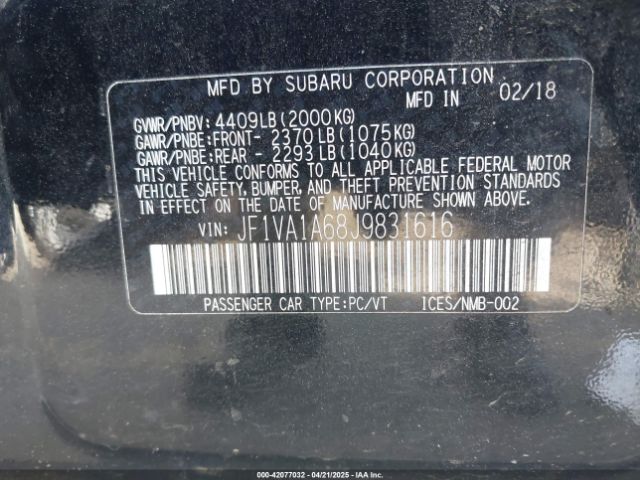 MFD BY SUBARU CORPORATION
MFD IN 02/18
GVWR/PNBV: 4409LB(2000KG)
GAWR/PNBE:FRONT- 2370LB(1075KG)
GAWR/PNBE:REAR - 2293LB(1040KG)
THIS VEHICLE CONFORMS TO ALL APPLICABLE FEDERAL MOTOR
VEHICLE SAFETY, BUMPER, AND THEFT PREVENTION STANDARDS
IN EFFECT ON THE DATE OF MANUFACTURE SHOWN ABOVE.
VIN: JF1VA1A68J9831616
PASSENGER CAR TYPE:PC/VT ICES/NMB-002
000-42077032 - 04/21/2025 - IAAI.COM